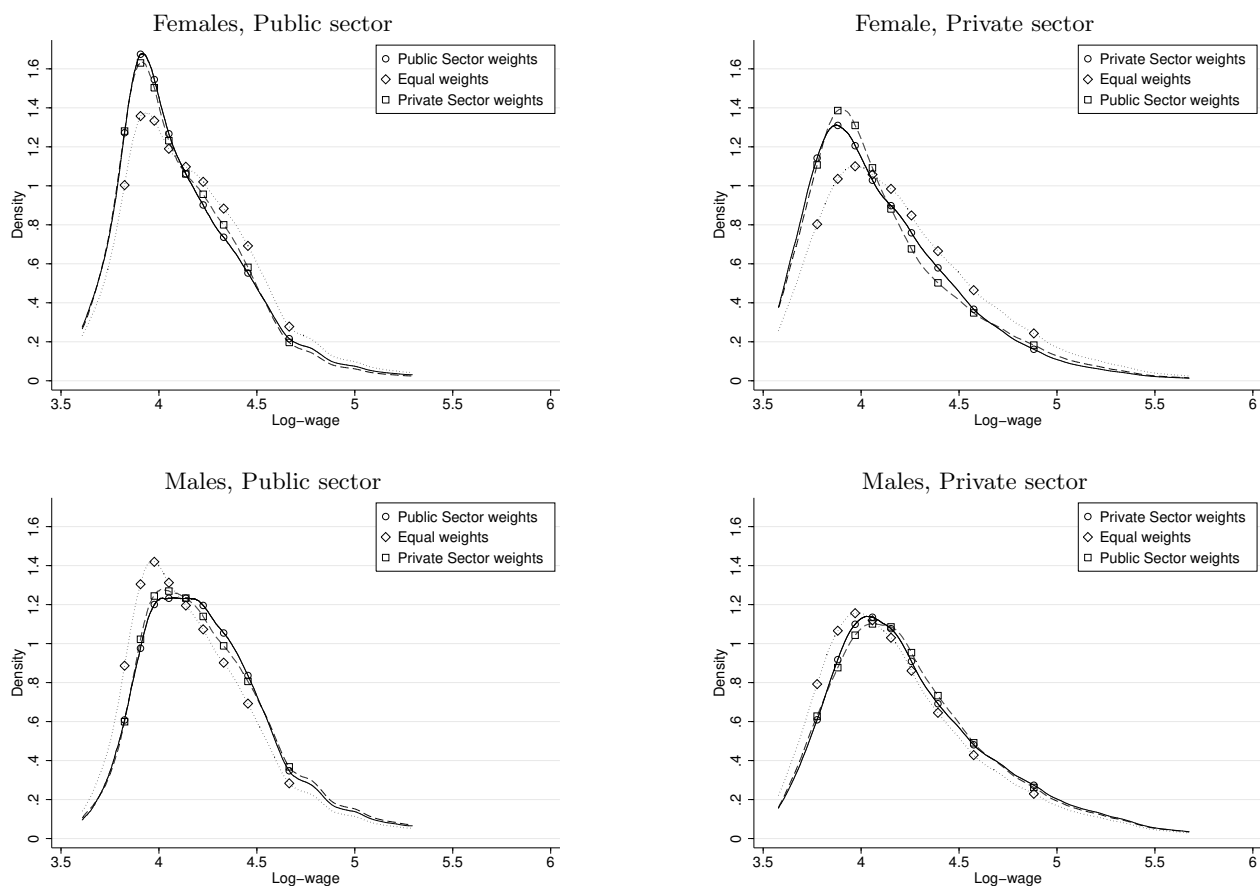 Females, Public sector
Density
0 .2 .4 .6 .8 1 1.2 1.4 1.6
Public Sector weights
Equal weights
Private Sector weights
3.5 4 4.5 5 5.5 6
Log−wage
Female, Private sector
Density
0 .2 .4 .6 .8 1 1.2 1.4 1.6
Private Sector weights
Equal weights
Public Sector weights
3.5 4 4.5 5 5.5 6
Log−wage
Males, Public sector
Density
0 .2 .4 .6 .8 1 1.2 1.4 1.6
Public Sector weights
Equal weights
Private Sector weights
3.5 4 4.5 5 5.5 6
Log−wage
Males, Private sector
Density
0 .2 .4 .6 .8 1 1.2 1.4 1.6
Private Sector weights
Equal weights
Public Sector weights
3.5 4 4.5 5 5.5 6
Log−wage